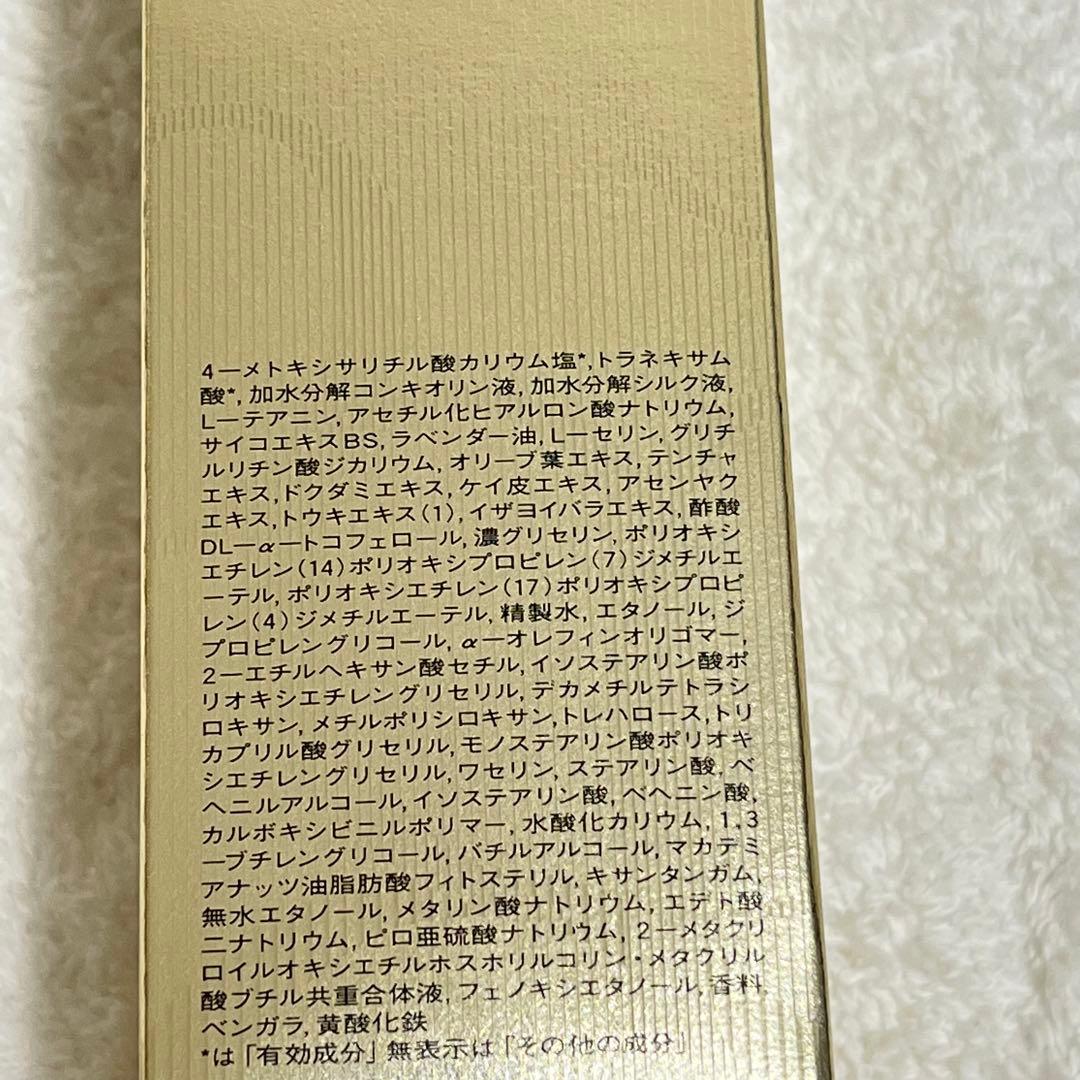 4ーメトキシサリチル酸カリウム塩*,トラネキサム
酸*,加水分解コンキオリン液,加水分解シルク液,
Lーテアニン,アセチル化ヒアルロン酸ナトリウム,
サイコエキスBS,ラベンダー油,Lーセリン,グリチ
ルリチン酸ジカリウム,オリーブ葉エキス,テンチャ
エキス,ドクダミエキス,ケイ皮エキス,アセンヤク
エキス,トウキエキス(1),イザヨイバラエキス,酢酸
DLーαートコフェロール,濃グリセリン,ポリオキシ
エチレン(14)ポリオキシプロピレン(7)ジメチルエ
ーテル,ポリオキシエチレン(17)ポリオキシプロピ
レン(4)ジメチルエーテル,精製水,エタノール,ジ
プロピレングリコール,αーオレフィンオリゴマー,
2ーエチルヘキサン酸セチル,イソステアリン酸ポ
リオキシエチレングリセリル,デカメチルテトラシ
ロキサン,メチルポリシロキサン,トレハロース,トリ
カプリル酸グリセリル,モノステアリン酸ポリオキ
シエチレングリセリル,ワセリン,ステアリン酸,ベ
ヘニルアルコール,イソステアリン酸,ベヘニン酸,
カルボキシビニルポリマー,水酸化カリウム,1,3
ーブチレングリコール,バチルアルコール,マカデミ
アナッツ油脂肪酸フィトステリル,キサンタンガム,
無水エタノール,メタリン酸ナトリウム,エデト酸
二ナトリウム,ピロ亜硫酸ナトリウム,2ーメタクリ
ロイルオキシエチルホスホリルコリン・メタクリル
酸ブチル共重合体液,フェノキシエタノール,香料,
ベンガラ,黄酸化鉄
*は「有効成分」無表示は「その他の成分」